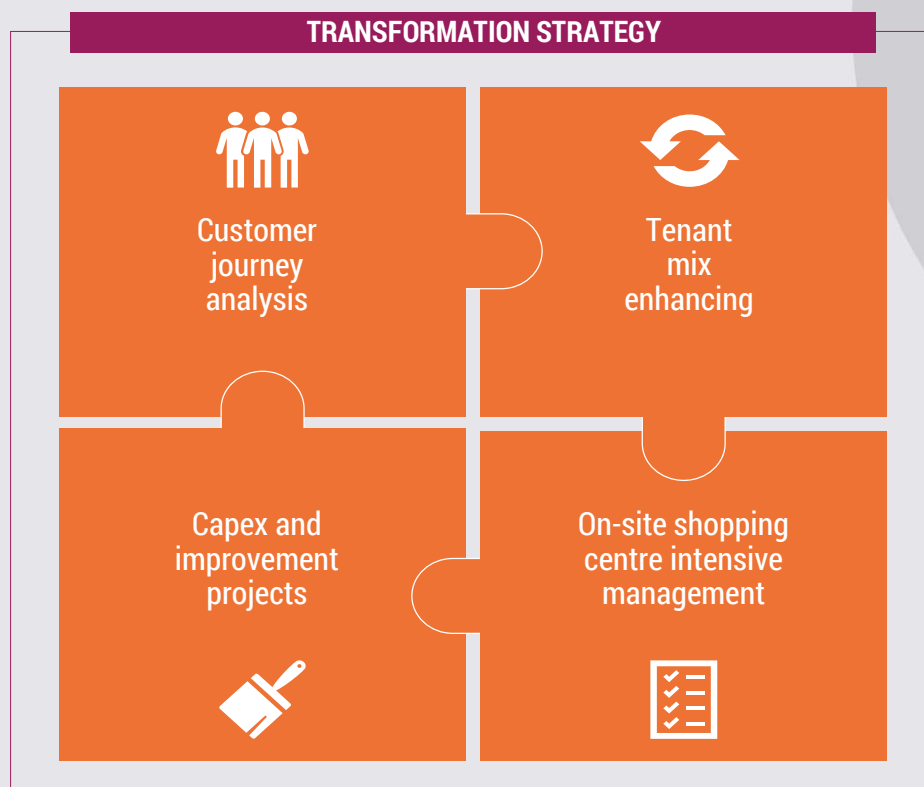 TRANSFORMATION STRATEGY
Customer
journey
analysis
Tenant
mix
enhancing
Capex and
improvement
projects
On-site shopping
centre intensive
management